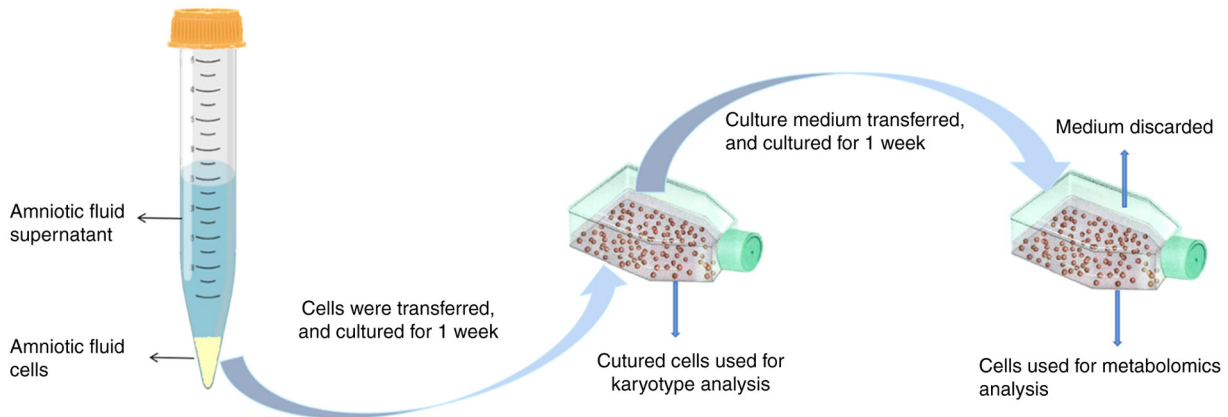 Amniotic fluid
supernatant
Amniotic fluid
cells
Cells were transferred,
and cultured for 1 week
Culture medium transferred,
and cultured for 1 week
Cutured cells used for
karyotype analysis
Medium discarded
Cells used for metabolomics
analysis